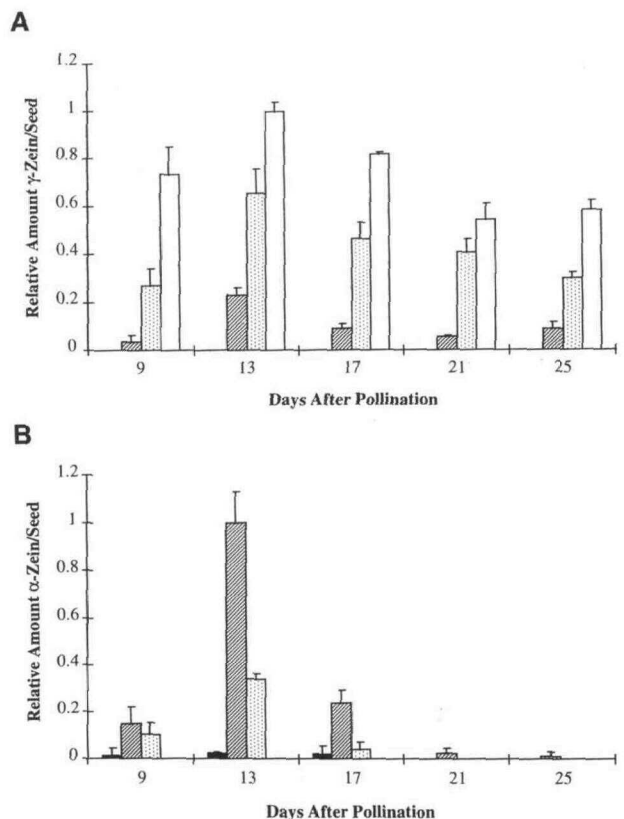 A
1.2
1
0.8
0.6
0.4
0.2
0
Relative Amount γ-Zein/Seed
9 13 17 21 25
Days After Pollination
B
1.2
1
0.8
0.6
0.4
0.2
0
Relative Amount α-Zein/Seed
9 13 17 21 25
Days After Pollination